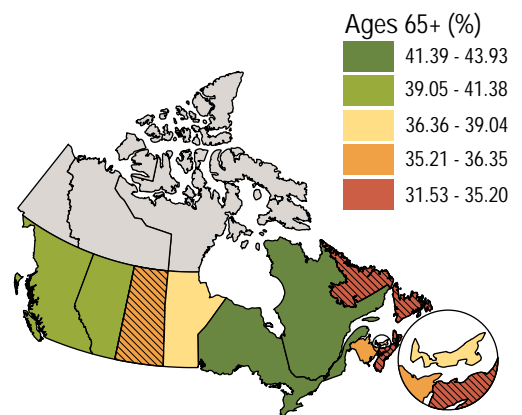 Ages 65+ (%)
41.39 - 43.93
39.05 - 41.38
36.36 - 39.04
35.21 - 36.35
31.53 - 35.20